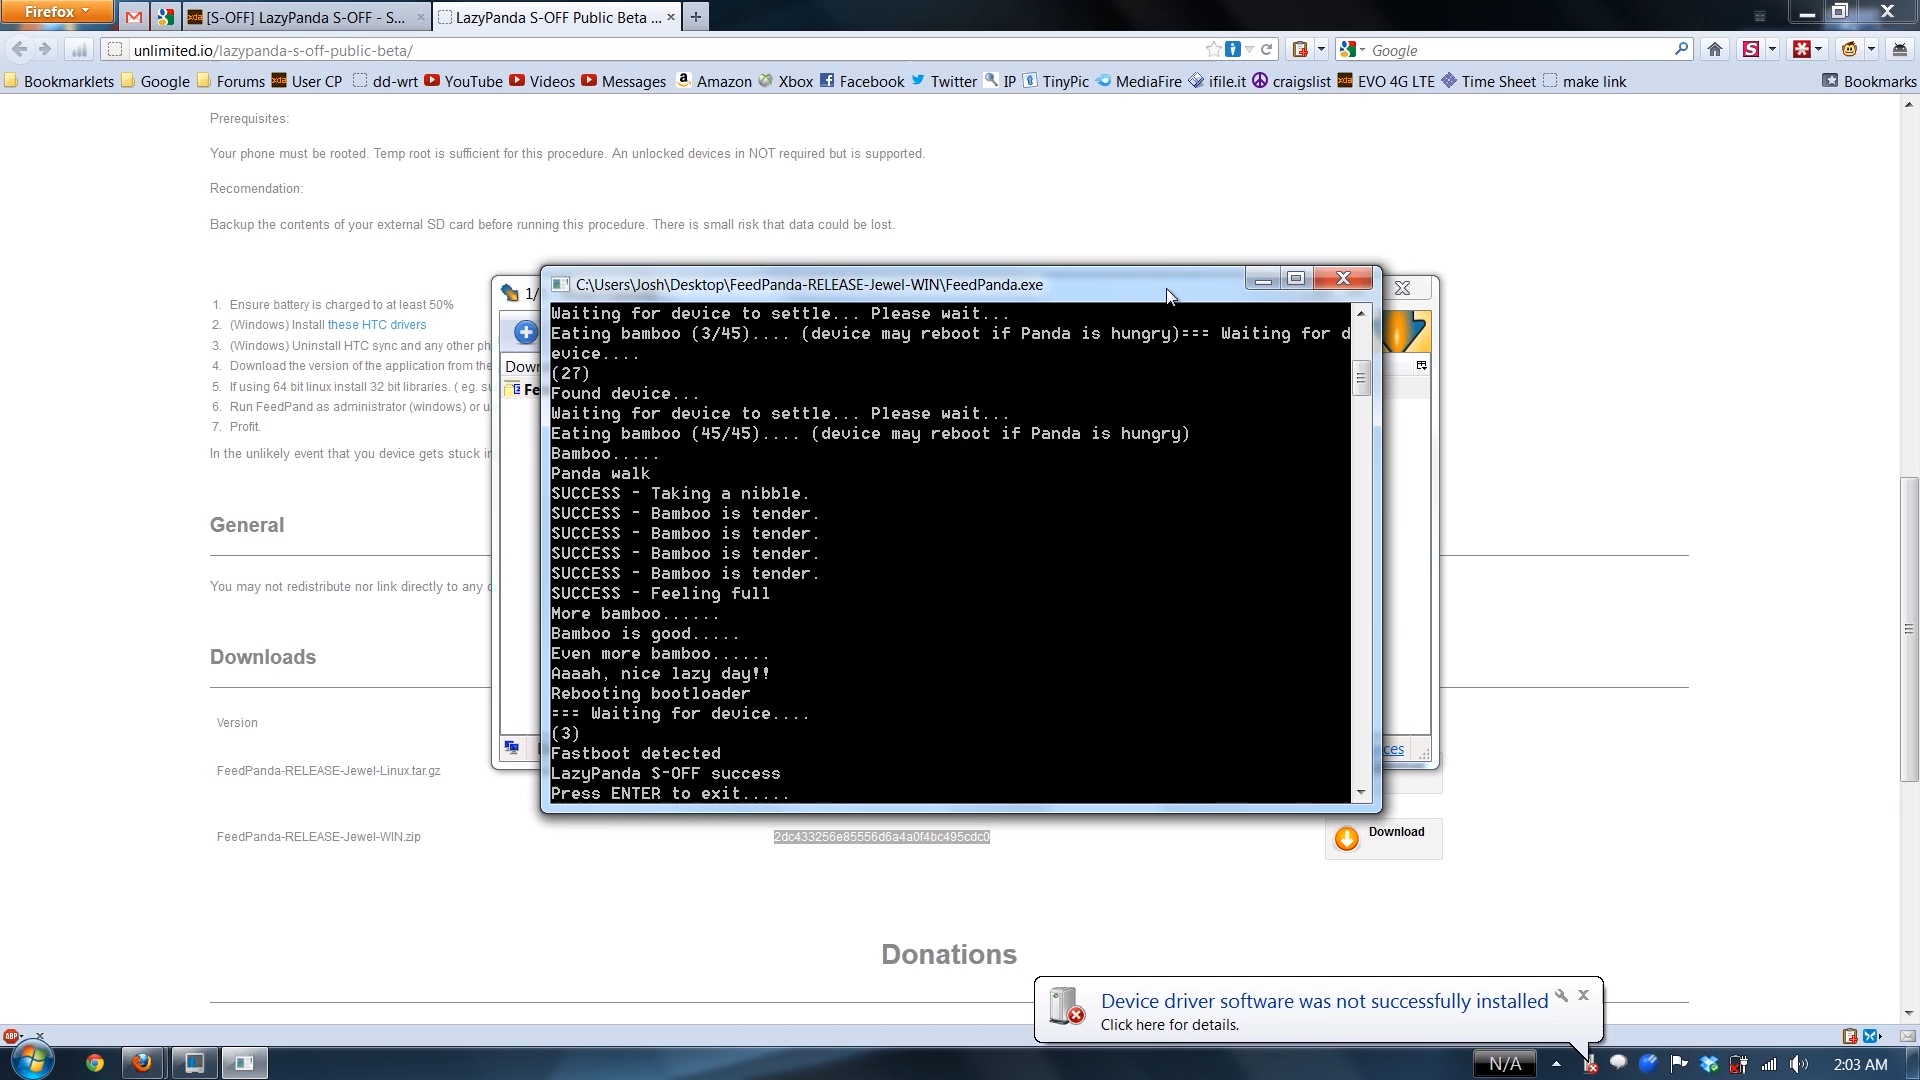 Firefox
[S-OFF] LazyPanda S-OFF - S...
LazyPanda S-OFF Public Beta ...
unlimited.io/lazypanda-s-off-public-beta/
Google
Bookmarklets Google Forums User CP dd-wrt YouTube Videos Messages Amazon Xbox Facebook Twitter IP TinyPic MediaFire ifile.it craigslist EVO 4G LTE Time Sheet make link Bookmarks
Prerequisites:
Your phone must be rooted. Temp root is sufficient for this procedure. An unlocked devices in NOT required but is supported.
Recomendation:
Backup the contents of your external SD card before running this procedure. There is small risk that data could be lost.
1. Ensure battery is charged to at least 50%
2. (Windows) Install these HTC drivers
3. (Windows) Uninstall HTC sync and any other ph
4. Download the version of the application from the
5. If using 64 bit linux install 32 bit libraries. ( eg. su
6. Run FeedPand as administrator (windows) or u
7. Profit.
In the unlikely event that you device gets stuck in
General
You may not redistribute nor link directly to any
Downloads
Version
FeedPanda-RELEASE-Jewel-Linux.tar.gz
FeedPanda-RELEASE-Jewel-WIN.zip
2dc433256e85556d6a4a0f4bc495cdc0
Download
Donations
1/
Down
Fe
ces
C:\Users\Josh\Desktop\FeedPanda-RELEASE-Jewel-WIN\FeedPanda.exe
Waiting for device to settle... Please wait...
Eating bamboo (3/45).... (device may reboot if Panda is hungry)=== Waiting for d
evice....
(27)
Found device...
Waiting for device to settle... Please wait...
Eating bamboo (45/45).... (device may reboot if Panda is hungry)
Bamboo.....
Panda walk
SUCCESS - Taking a nibble.
SUCCESS - Bamboo is tender.
SUCCESS - Bamboo is tender.
SUCCESS - Bamboo is tender.
SUCCESS - Bamboo is tender.
SUCCESS - Feeling full
More bamboo......
Bamboo is good.....
Even more bamboo......
Aaaah, nice lazy day!!
Rebooting bootloader
=== Waiting for device....
(3)
Fastboot detected
LazyPanda S-OFF success
Press ENTER to exit.....
Device driver software was not successfully installed
Click here for details.
ABP
N/A
2:03 AM